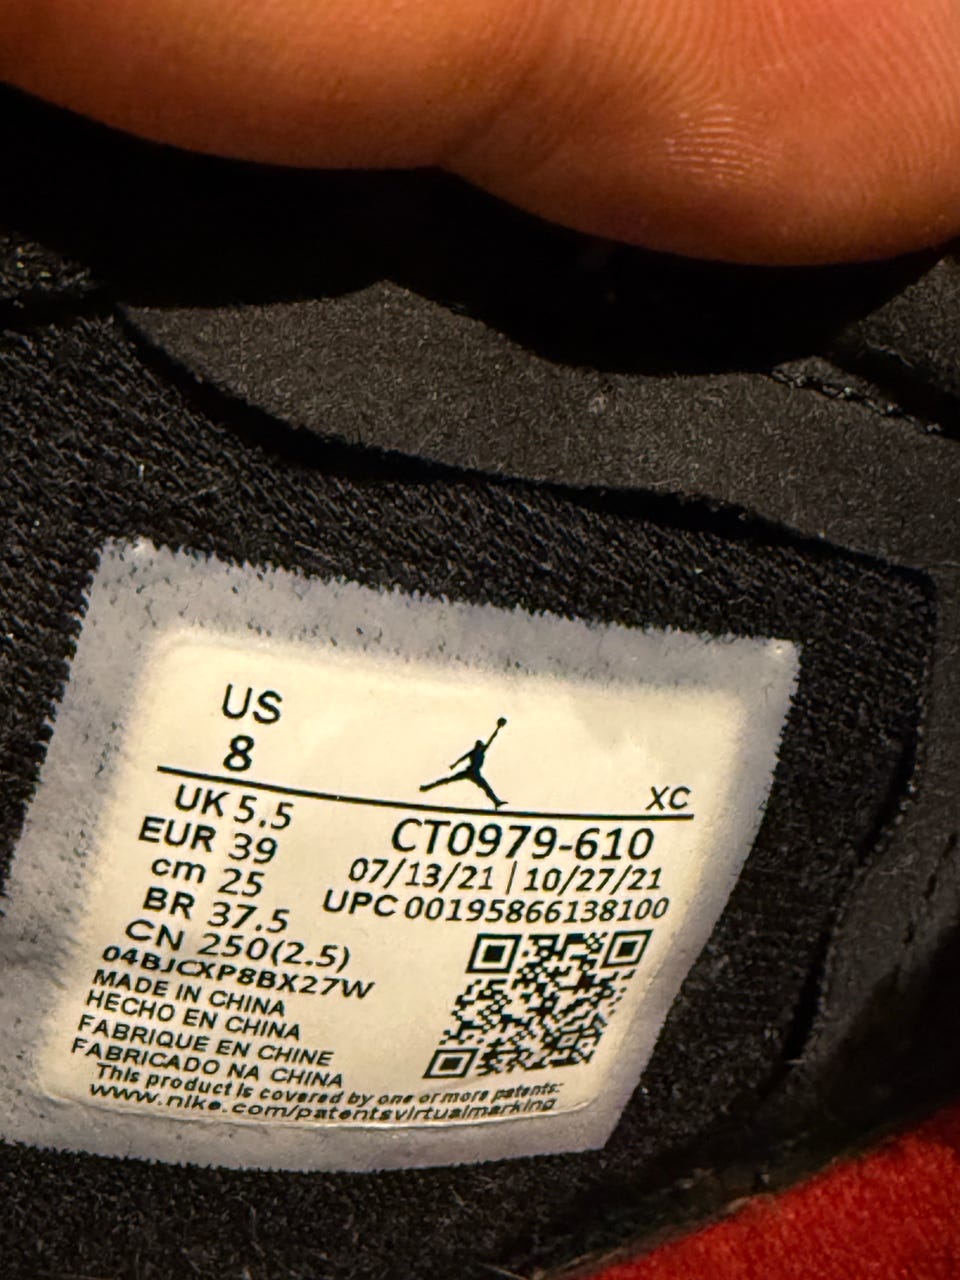 US
8
XC
UK 5.5
EUR 39
cm 25
BR 37.5
CN 250(2.5)
CT0979-610
07/13/21 | 10/27/21
UPC 00195866138100
04BJCXP8BX27W
MADE IN CHINA
HECHO EN CHINA
FABRIQUE EN CHINE
FABRICADO NA CHINA
This product is covered by one or more patents:
www.nike.com/patentsvirtualmarking